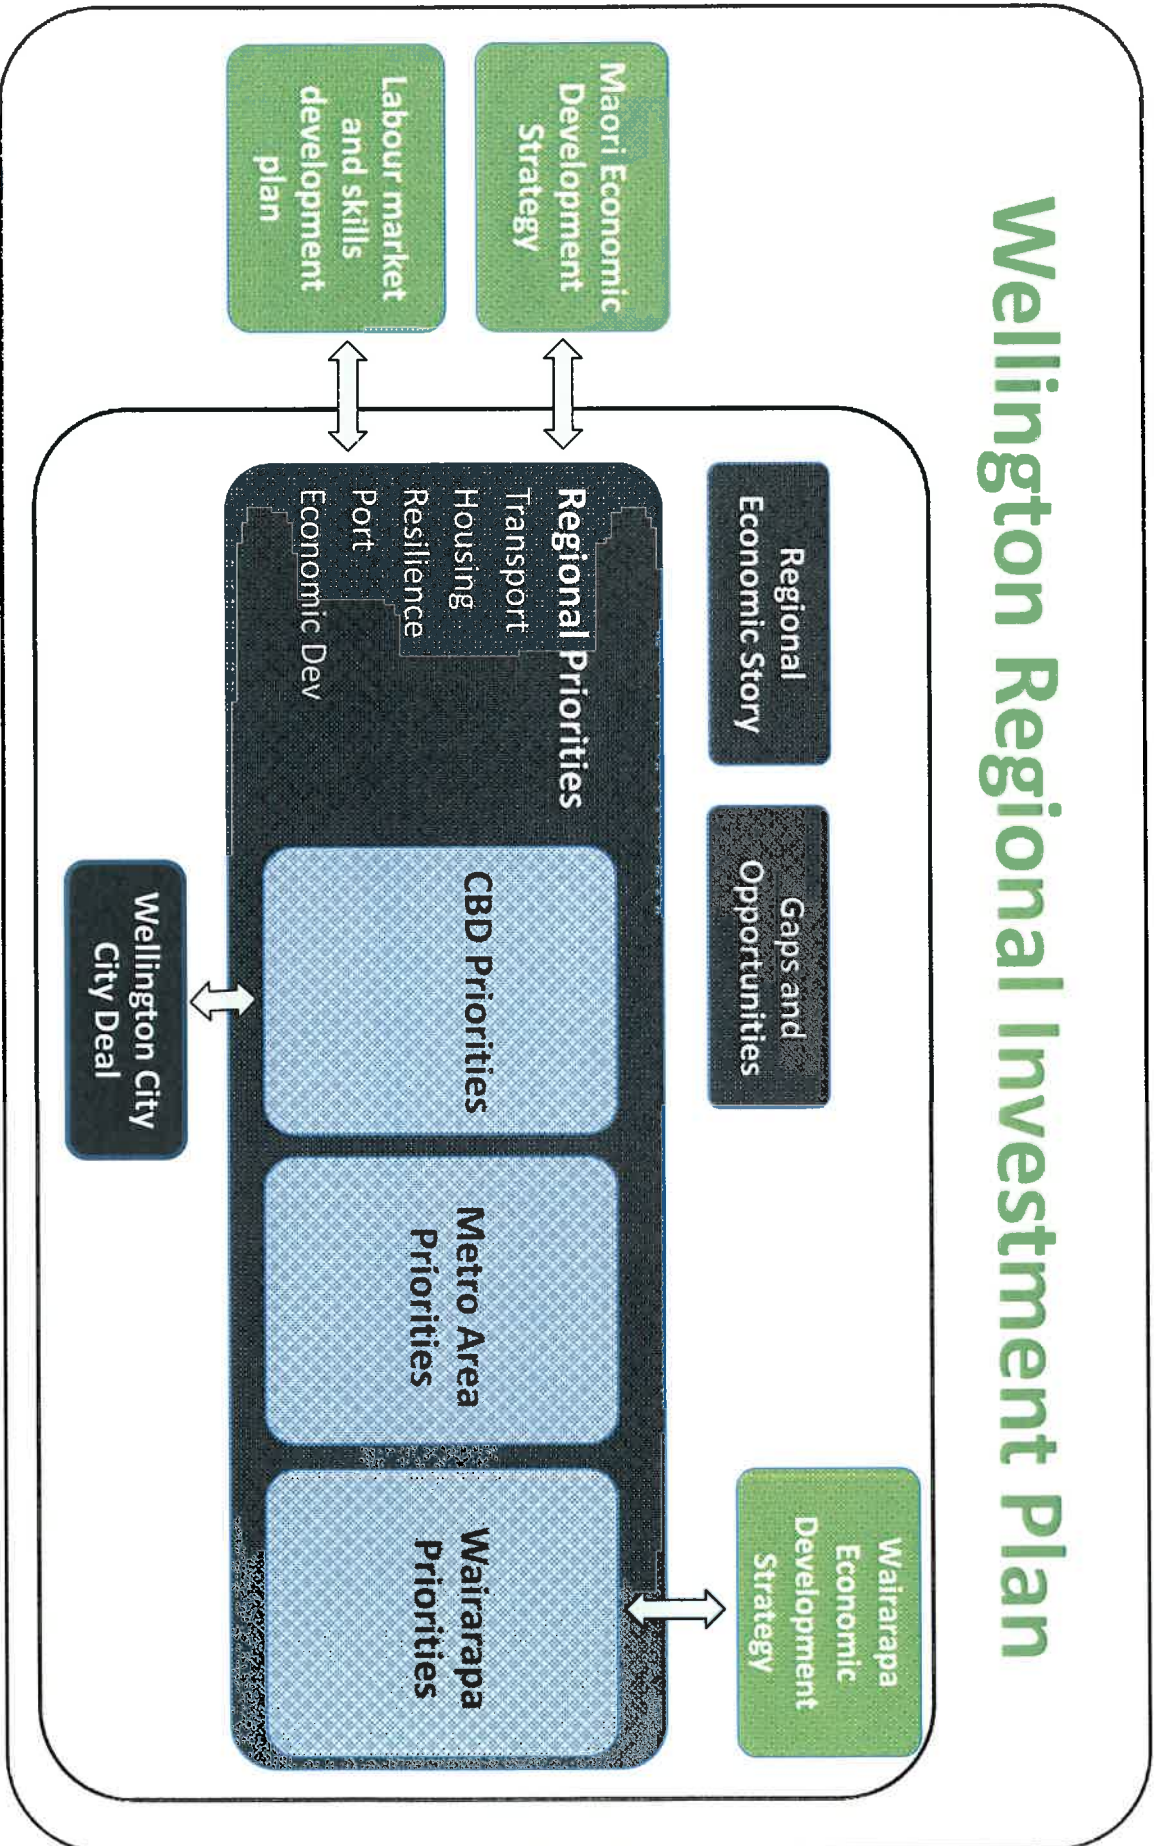 Wellington Regional Investment Plan
Maori Economic
Development
Strategy
Labour market
and skills
development
plan
Regional
Economic Story
Gaps and
Opportunities
Wairarapa
Economic
Development
Strategy
Regional Priorities
Transport
Housing
Resilience
Port
Economic Dev
CBD Priorities
Metro Area
Priorities
Wairarapa
Priorities
Wellington City
City Deal